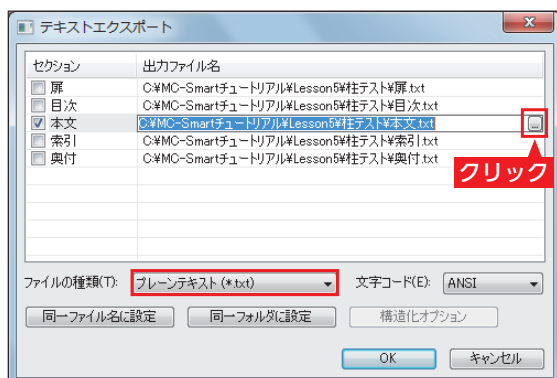 テキストエクスポート
セクション 出力ファイル名
扉 C:¥MC-Smartチュートリアル¥Lesson5¥柱テスト¥扉.txt
目次 C:¥MC-Smartチュートリアル¥Lesson5¥柱テスト¥目次.txt
本文 C:¥MC-Smartチュートリアル¥Lesson5¥柱テスト¥本文.txt ...
索引 C:¥MC-Smartチュートリアル¥Lesson5¥柱テスト¥索引.txt
奥付 C:¥MC-Smartチュートリアル¥Lesson5¥柱テスト¥奥付.txt
クリック
ファイルの種類(T): プレーンテキスト (*.txt) 文字コード(E): ANSI
同一ファイル名に設定 同一フォルダに設定 構造化オプション
OK キャンセル